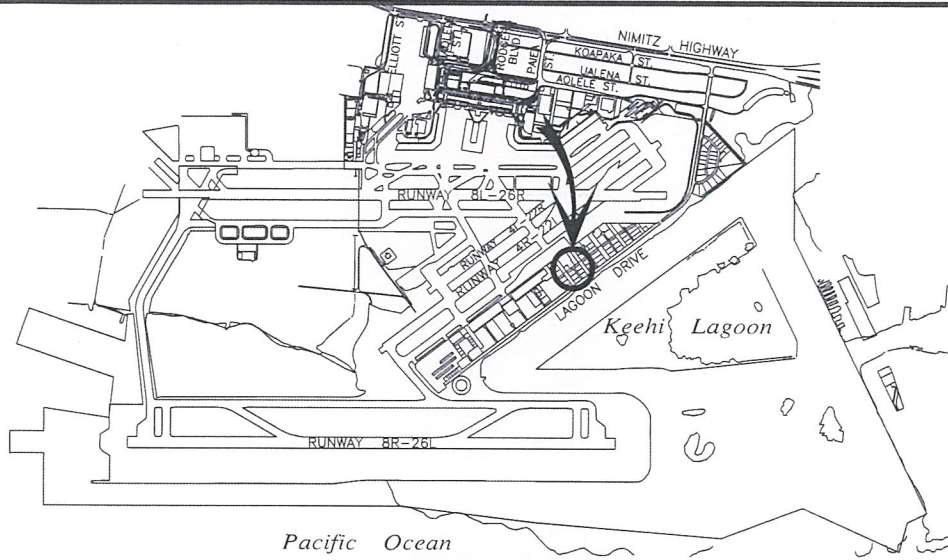 NIMITZ HIGHWAY
ELLIOTT ST.
ST.
RODGERS BLVD
PAIEA ST.
KOAPAKA ST.
UALENA ST.
AOLELE ST.
RUNWAY 8L-26R
RUNWAY 4L 22R
RUNWAY 4R 22L
LAGOON DRIVE
Keehi Lagoon
RUNWAY 8R-26L
Pacific Ocean